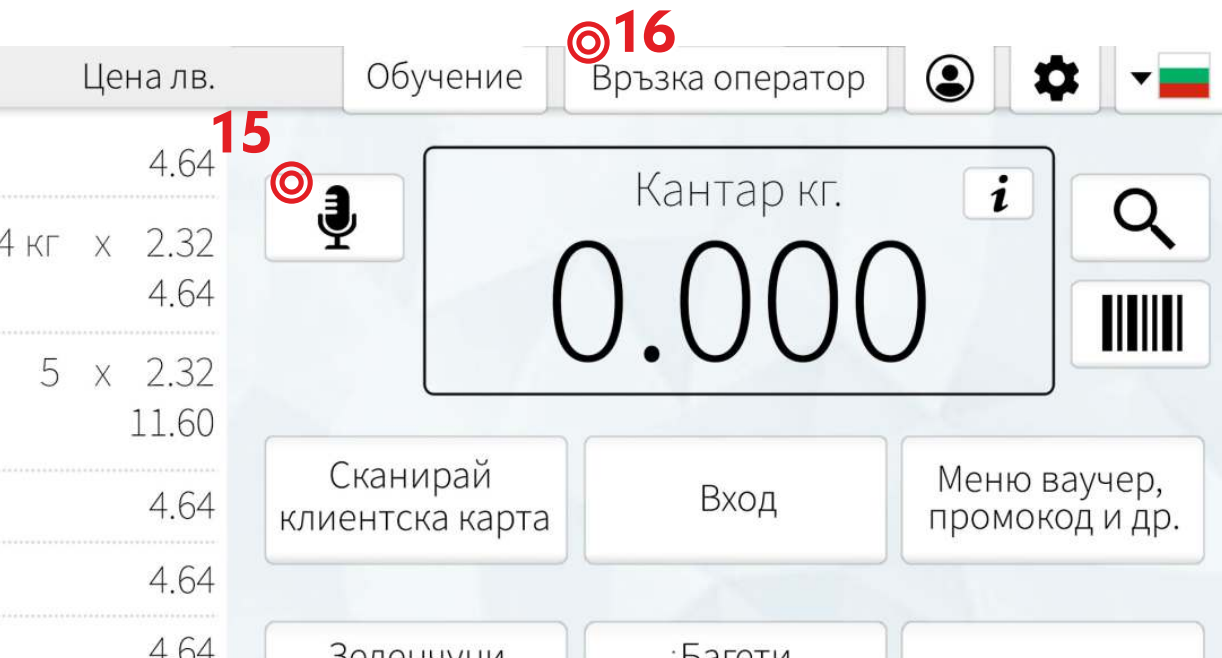 16
Цена лв.
Обучение
Връзка оператор
15
4.64
Кантар кг.
i
0.000
4 кг x 2.32
4.64
5 x 2.32
11.60
Сканирай
клиентска карта
Вход
Меню ваучер,
промокод и др.
4.64
4.64
4.64
Багети